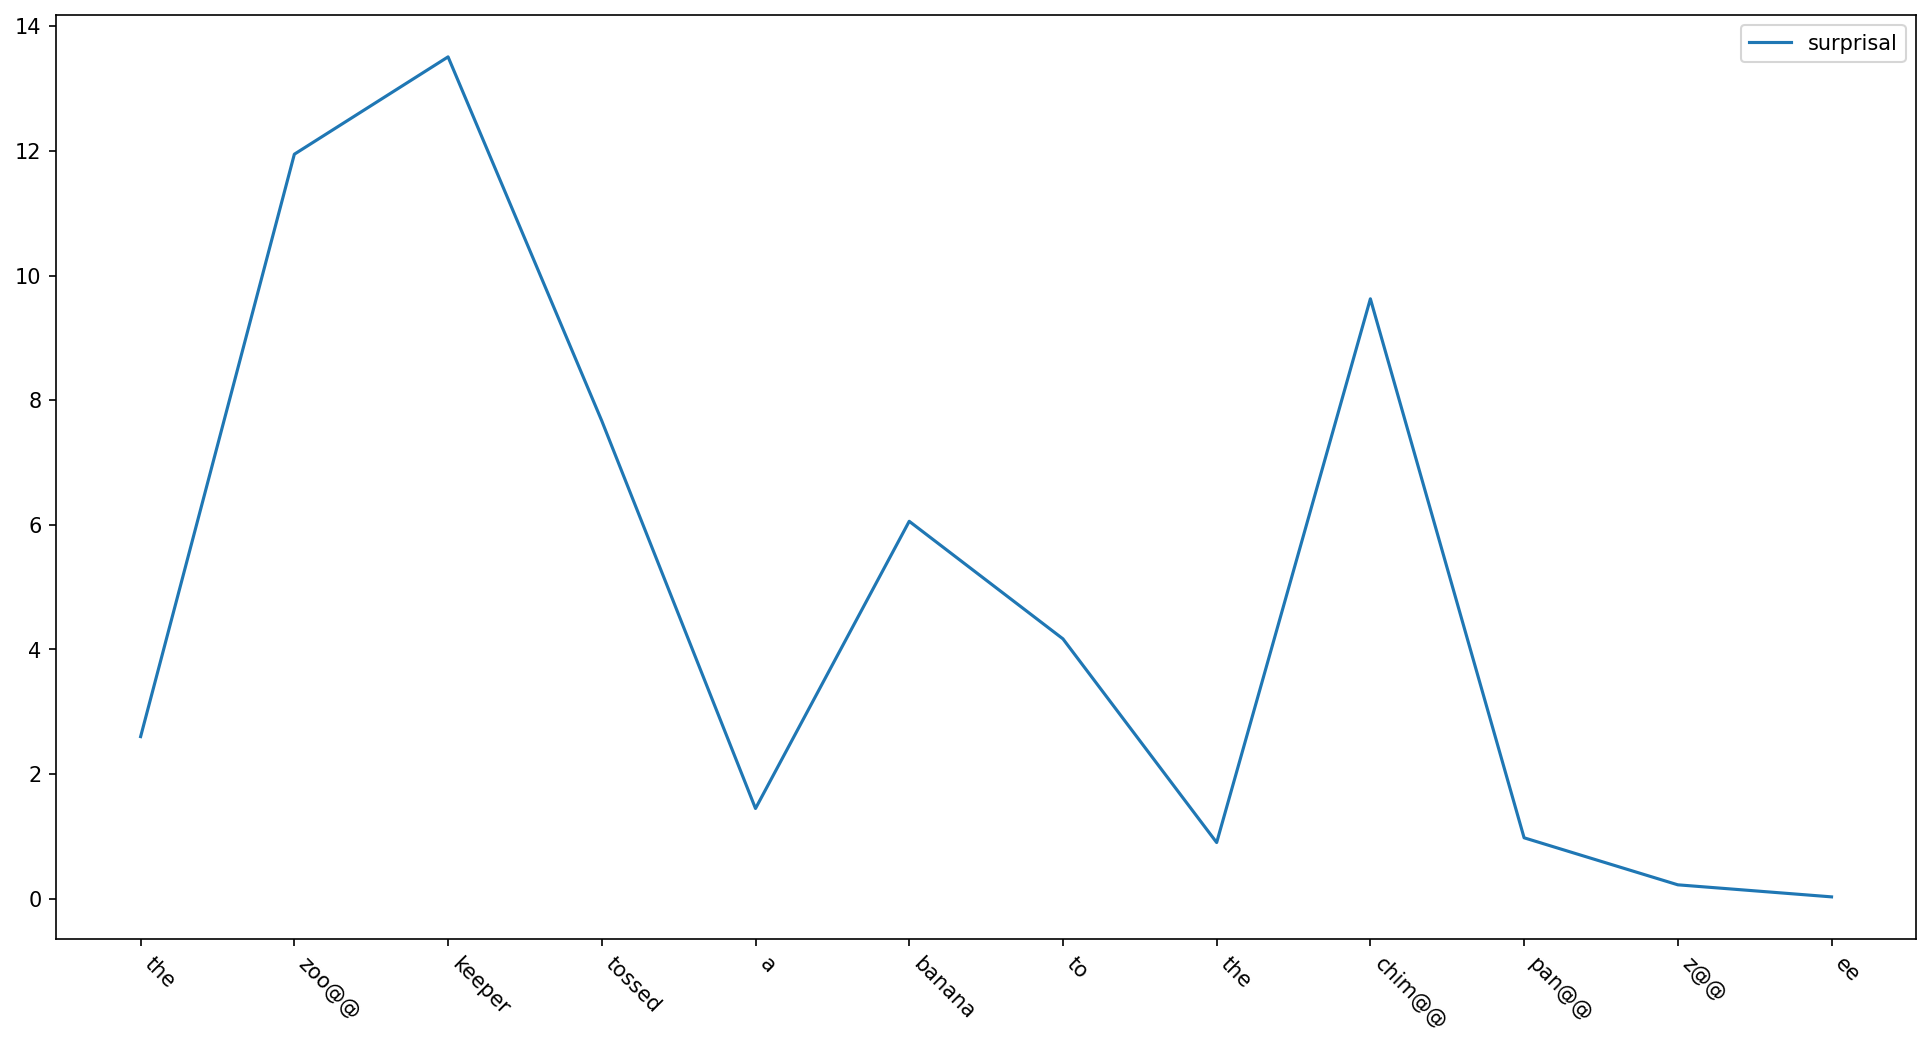 surprisal
14
12
10
8
6
4
2
0
the
zoo@@
keeper
tossed
a
banana
to
the
chim@@
pan@@
z@@
ee